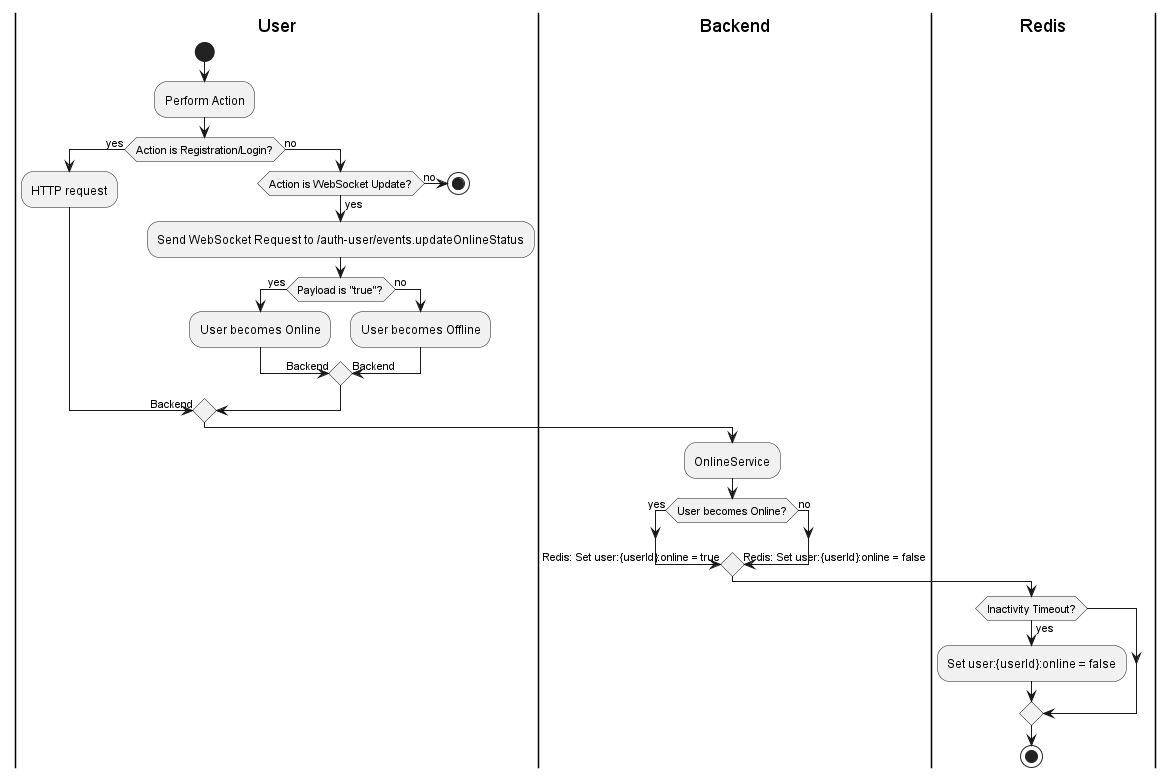 User
Backend
Redis
Perform Action
yes
Action is Registration/Login?
no
HTTP request
Action is WebSocket Update?
no
yes
Send WebSocket Request to /auth-user/events.updateOnlineStatus
yes
Payload is "true"?
no
User becomes Online
User becomes Offline
Backend
Backend
Backend
OnlineService
yes
User becomes Online?
no
Redis: Set user:{userId}:online = true
Redis: Set user:{userId}:online = false
Inactivity Timeout?
yes
Set user:{userId}:online = false